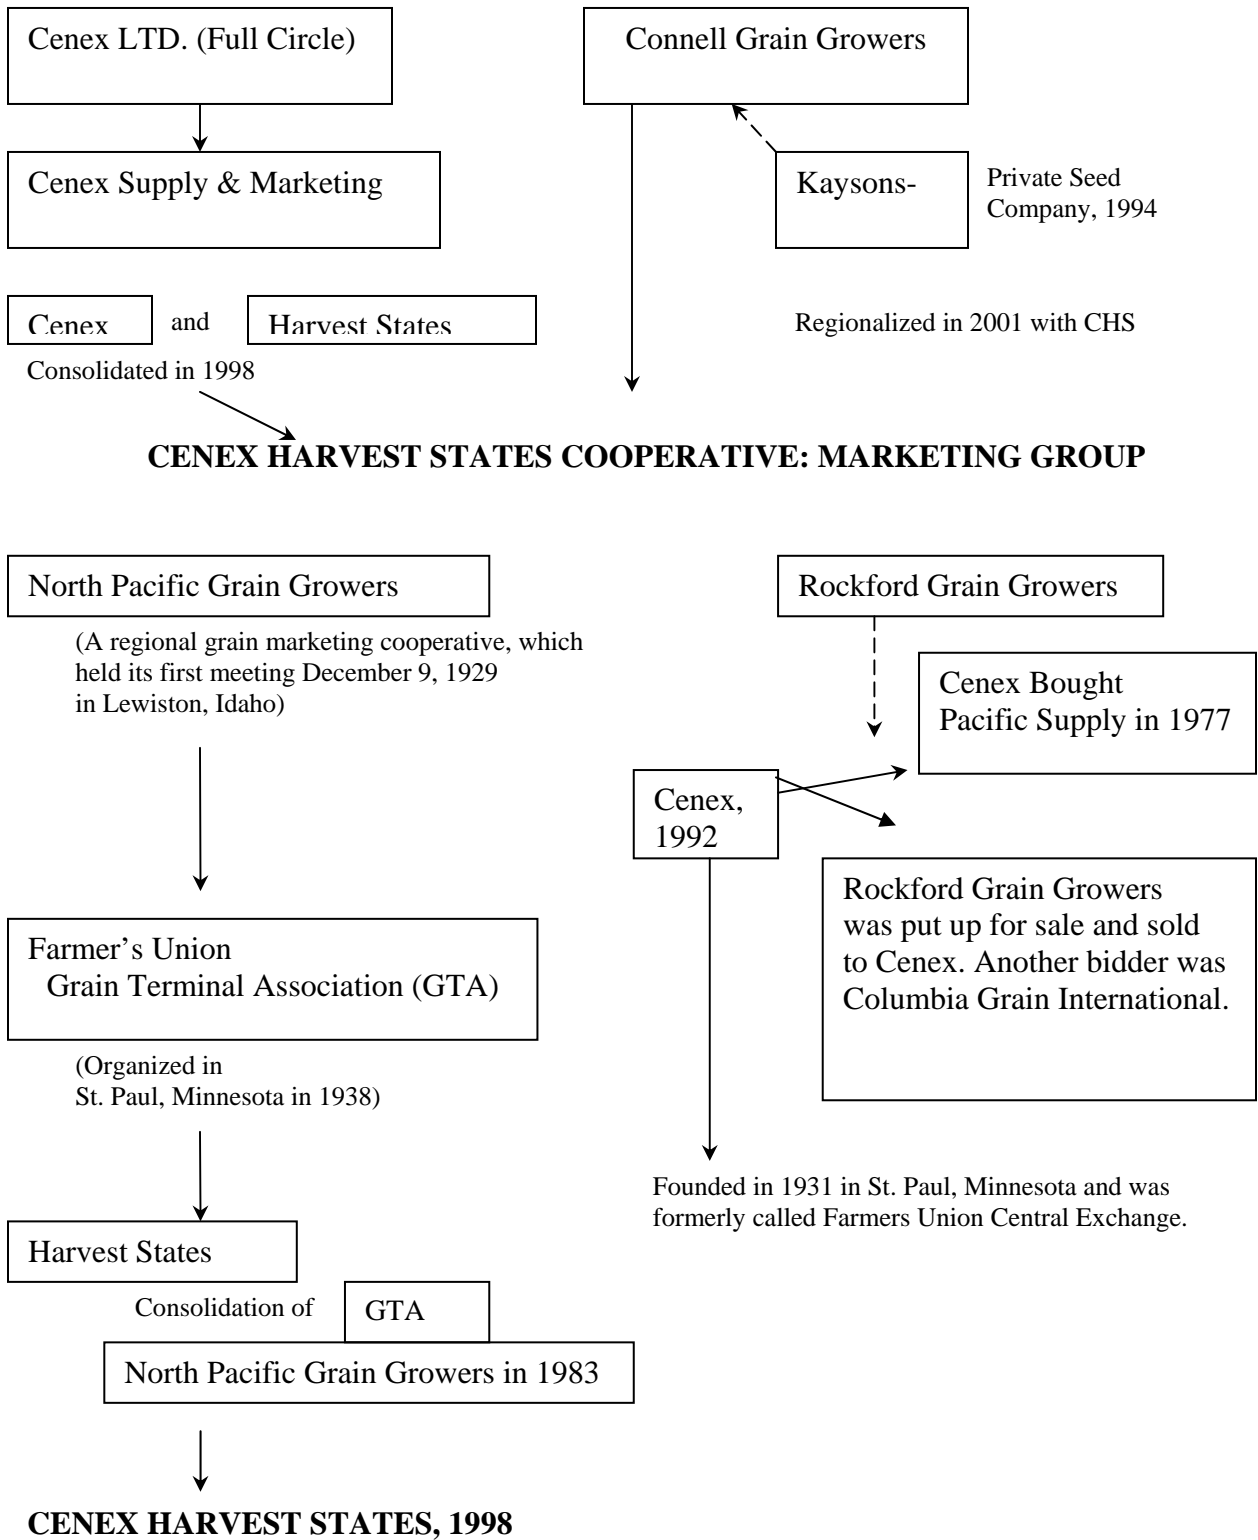 Cenex LTD. (Full Circle)
Connell Grain Growers
Cenex Supply & Marketing
Kaysons-
Private Seed
Company, 1994
Cenex and Harvest States
Regionalized in 2001 with CHS
Consolidated in 1998
CENEX HARVEST STATES COOPERATIVE: MARKETING GROUP
North Pacific Grain Growers
(A regional grain marketing cooperative, which
held its first meeting December 9, 1929
in Lewiston, Idaho)
Rockford Grain Growers
Cenex Bought
Pacific Supply in 1977
Cenex,
1992
Rockford Grain Growers
was put up for sale and sold
to Cenex. Another bidder was
Columbia Grain International.
Farmer’s Union
Grain Terminal Association (GTA)
(Organized in
St. Paul, Minnesota in 1938)
Founded in 1931 in St. Paul, Minnesota and was
formerly called Farmers Union Central Exchange.
Harvest States
Consolidation of GTA
North Pacific Grain Growers in 1983
CENEX HARVEST STATES, 1998